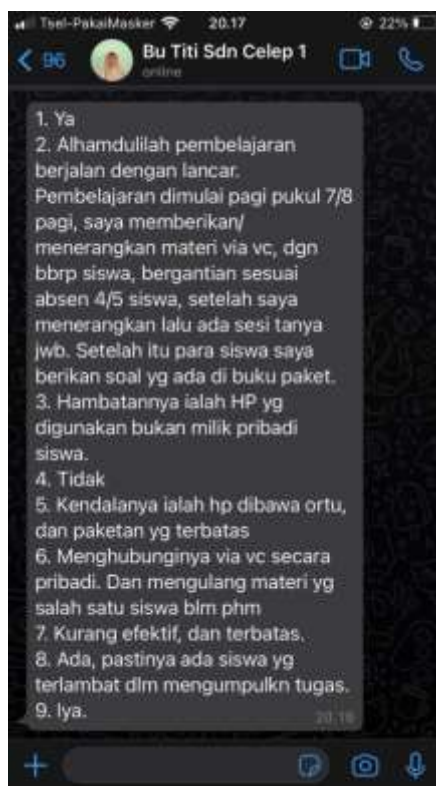 Tsel-PakaiMasker 20.17 22%
96 Bu Titi Sdn Celep 1
online
1. Ya
2. Alhamdulilah pembelajaran
berjalan dengan lancar.
Pembelajaran dimulai pagi pukul 7/8
pagi, saya memberikan/
menerangkan materi via vc, dgn
bbrp siswa, bergantian sesuai
absen 4/5 siswa, setelah saya
menerangkan lalu ada sesi tanya
jwb. Setelah itu para siswa saya
berikan soal yg ada di buku paket.
3. Hambatannya ialah HP yg
digunakan bukan milik pribadi
siswa.
4. Tidak
5. Kendalanya ialah hp dibawa ortu,
dan paketan yg terbatas
6. Menghubunginya via vc secara
pribadi. Dan mengulang materi yg
salah satu siswa blm phm
7. Kurang efektif, dan terbatas.
8. Ada, pastinya ada siswa yg
terlambat dlm mengumpulkn tugas.
9. Iya.